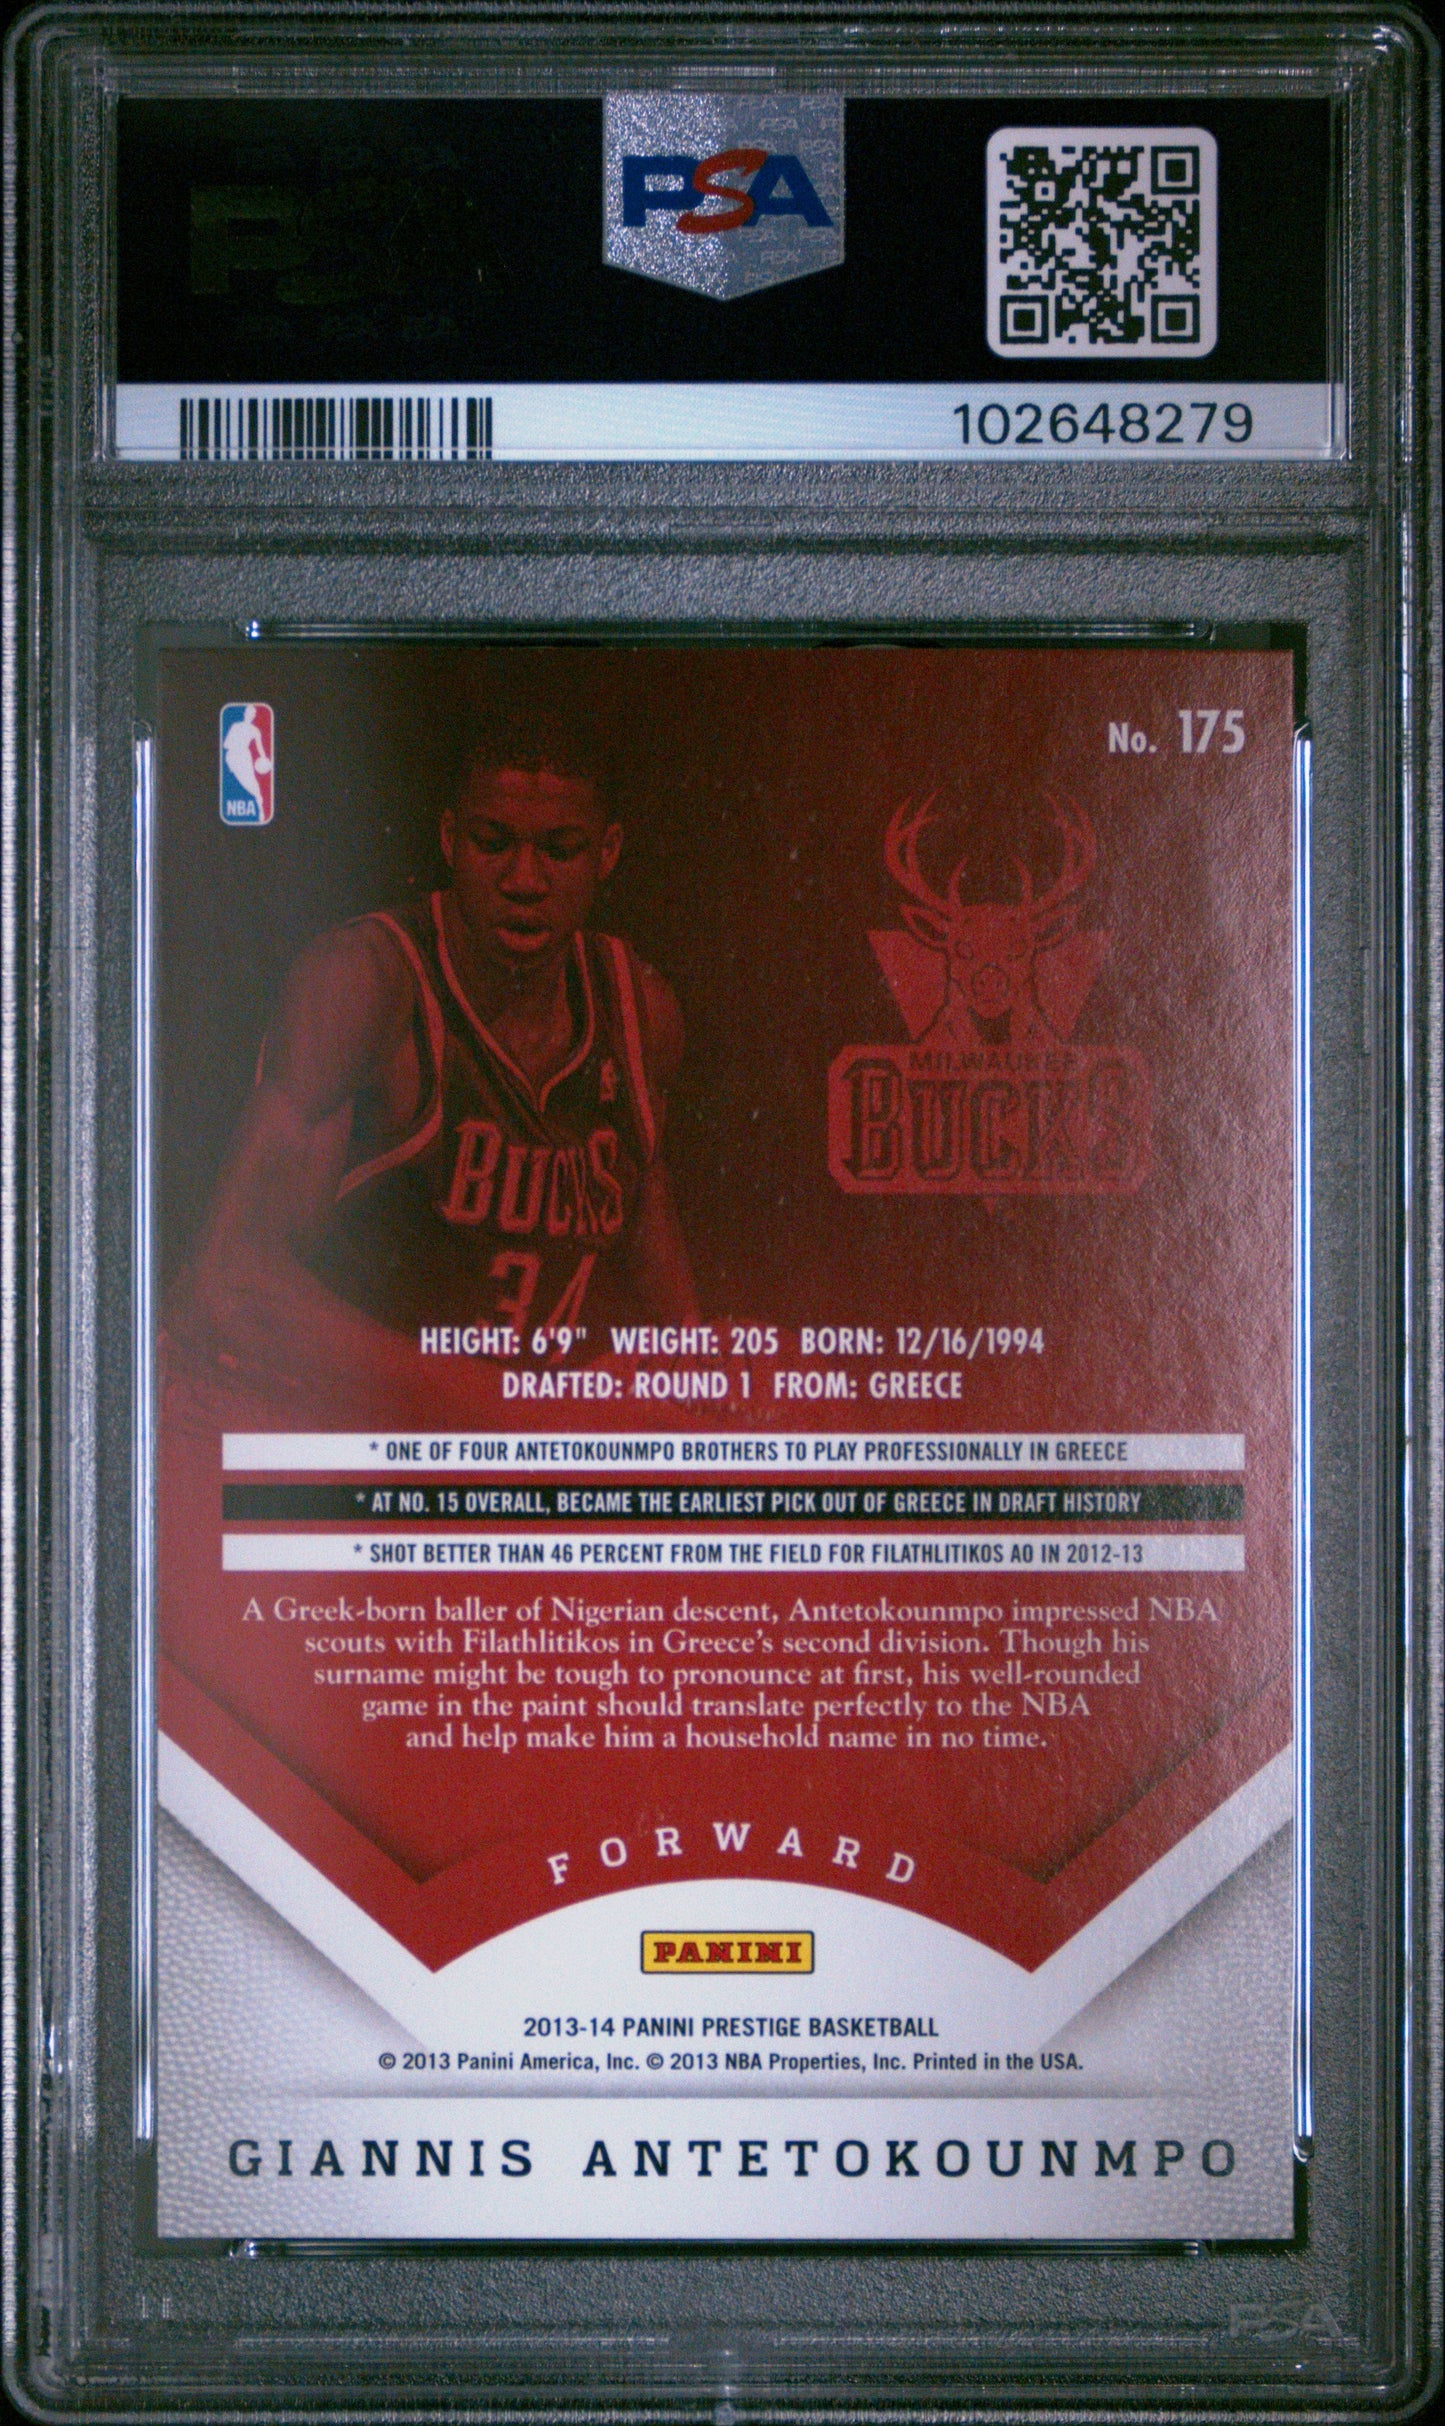 PSA
102648279
NBA
No. 175
MILWAUKEE
BUCKS
BUCKS
34
HEIGHT: 6'9" WEIGHT: 205 BORN: 12/16/1994
DRAFTED: ROUND 1 FROM: GREECE
* ONE OF FOUR ANTETOKOUNMPO BROTHERS TO PLAY PROFESSIONALLY IN GREECE
* AT NO. 15 OVERALL, BECAME THE EARLIEST PICK OUT OF GREECE IN DRAFT HISTORY
* SHOT BETTER THAN 46 PERCENT FROM THE FIELD FOR FILATHLITIKOS AO IN 2012-13
A Greek-born baller of Nigerian descent, Antetokounmpo impressed NBA
scouts with Filathlitikos in Greece's second division. Though his
surname might be tough to pronounce at first, his well-rounded
game in the paint should translate perfectly to the NBA
and help make him a household name in no time.
FORWARD
PANINI
2013-14 PANINI PRESTIGE BASKETBALL
© 2013 Panini America, Inc. © 2013 NBA Properties, Inc. Printed in the USA.
GIANNIS ANTETOKOUNMPO
PSA